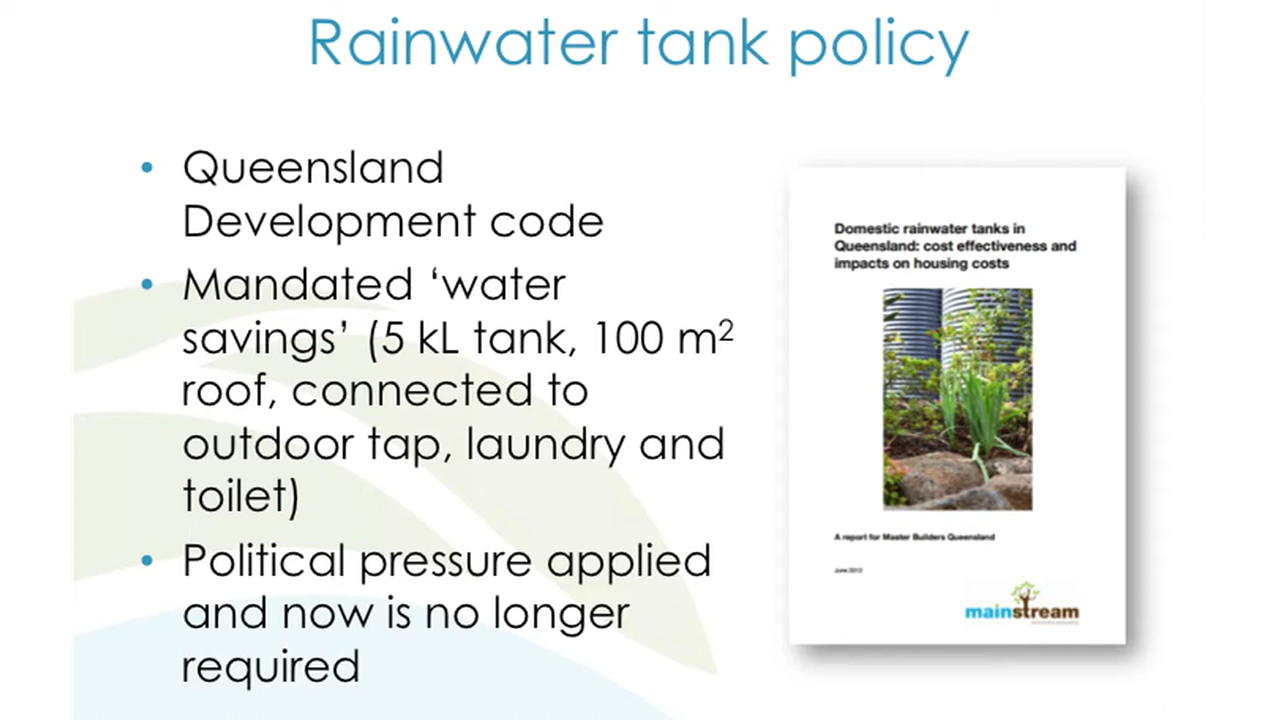 Rainwater tank policy
• Queensland
Development code
• Mandated ‘water
savings’ (5 kL tank, 100 m²
roof, connected to
outdoor tap, laundry and
toilet)
• Political pressure applied
and now is no longer
required
Domestic rainwater tanks in
Queensland: cost effectiveness and
impacts on housing costs
A report for Master Builders Queensland
mainstream